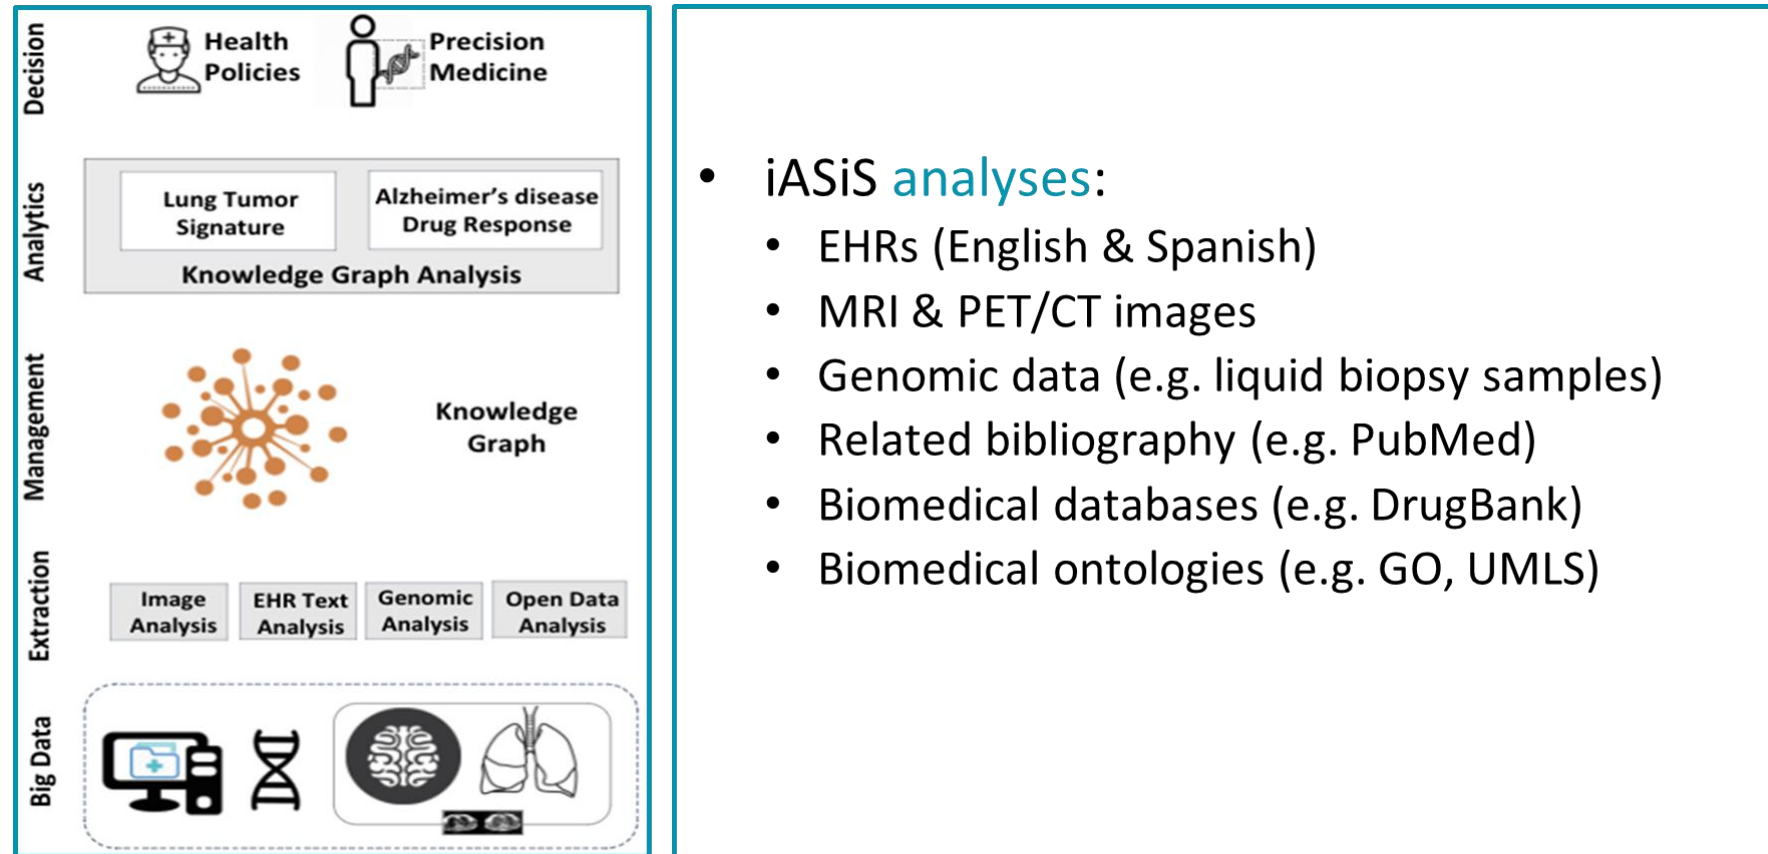 Decision
Health
Policies
Precision
Medicine
Analytics
Lung Tumor
Signature
Alzheimer's disease
Drug Response
Knowledge Graph Analysis
Management
Knowledge
Graph
Extraction
Image
Analysis
EHR Text
Analysis
Genomic
Analysis
Open Data
Analysis
Big Data
• iASiS analyses:
• EHRs (English & Spanish)
• MRI & PET/CT images
• Genomic data (e.g. liquid biopsy samples)
• Related bibliography (e.g. PubMed)
• Biomedical databases (e.g. DrugBank)
• Biomedical ontologies (e.g. GO, UMLS)